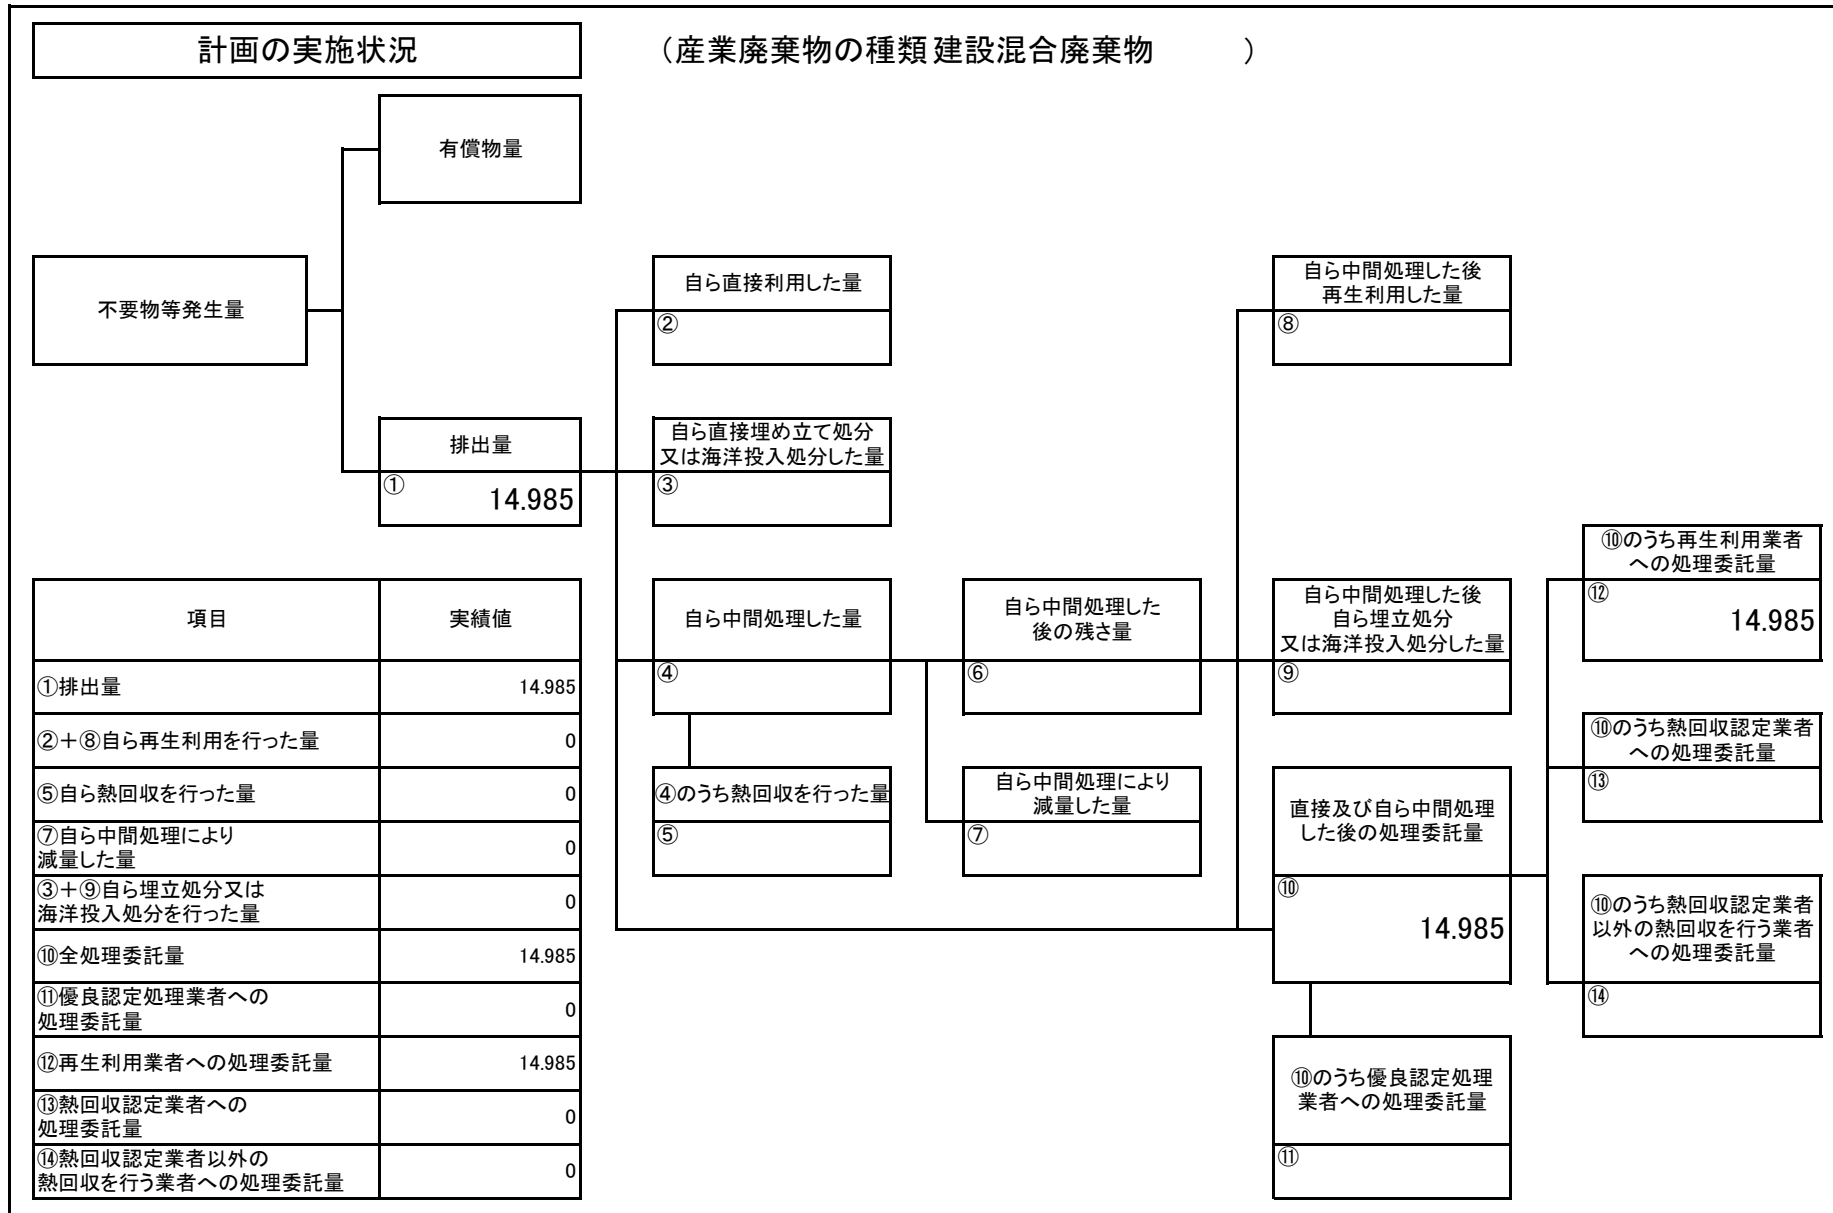 計画の実施状況
（産業廃棄物の種類 建設混合廃棄物　　　）
有償物量
不要物等発生量
排出量
①
14.985
自ら直接利用した量
②
自ら直接埋め立て処分
又は海洋投入処分した量
③
自ら中間処理した量
④
④のうち熱回収を行った量
⑤
自ら中間処理した
後の残さ量
⑥
自ら中間処理により
減量した量
⑦
自ら中間処理した後
再生利用した量
⑧
自ら中間処理した後
自ら埋立処分
又は海洋投入処分した量
⑨
直接及び自ら中間処理
した後の処理委託量
⑩
14.985
⑩のうち優良認定処理
業者への処理委託量
⑪
⑩のうち再生利用業者
への処理委託量
⑫
14.985
⑩のうち熱回収認定業者
への処理委託量
⑬
⑩のうち熱回収認定業者
以外の熱回収を行う業者
への処理委託量
⑭
項目 実績値
①排出量 14.985
②＋⑧自ら再生利用を行った量 0
⑤自ら熱回収を行った量 0
⑦自ら中間処理により
減量した量 0
③＋⑨自ら埋立処分又は
海洋投入処分を行った量 0
⑩全処理委託量 14.985
⑪優良認定処理業者への
処理委託量 0
⑫再生利用業者への処理委託量 14.985
⑬熱回収認定業者への
処理委託量 0
⑭熱回収認定業者以外の
熱回収を行う業者への処理委託量 0